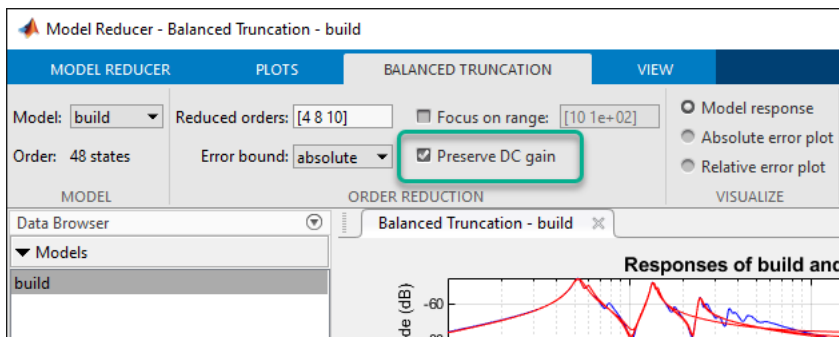 Model Reducer - Balanced Truncation - build
MODEL REDUCER PLOTS BALANCED TRUNCATION VIEW
Model: build Reduced orders: [4 8 10] Focus on range: [10 1e+02] Model response
Absolute error plot
Order: 48 states Error bound: absolute Preserve DC gain
Relative error plot
MODEL ORDER REDUCTION VISUALIZE
Data Browser Balanced Truncation - build
Models
build
Responses of build and
-60
de (dB)